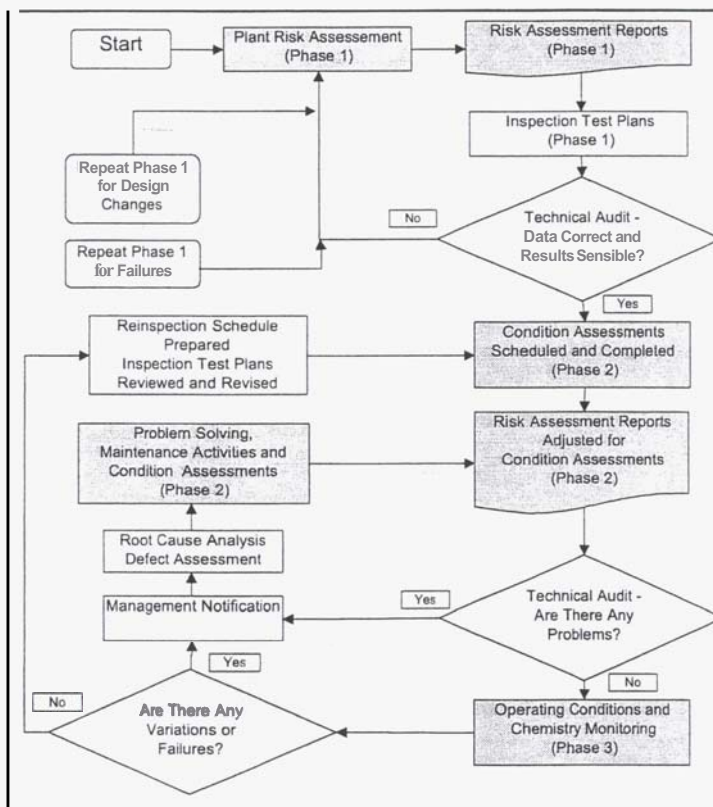 Start
Plant Risk Assessement
(Phase 1)
Risk Assessment Reports
(Phase 1)
Inspection Test Plans
(Phase 1)
Repeat Phase 1
for Design
Changes
No
Technical Audit -
Data Correct and
Results Sensible?
Repeat Phase 1
for Failures
Yes
Reinspection Schedule
Prepared
Inspection Test Plans
Reviewed and Revised
Condition Assessments
Scheduled and Completed
(Phase 2)
Problem Solving,
Maintenance Activities and
Condition Assessments
(Phase 2)
Risk Assessment Reports
Adjusted for
Condition Assessments
(Phase 2)
Root Cause Analysis
Defect Assessment
Management Notification
Yes
Technical Audit -
Are There Any
Problems?
Yes
No
No
Are There Any
Variations or
Failures?
Operating Conditions and
Chemistry Monitoring
(Phase 3)